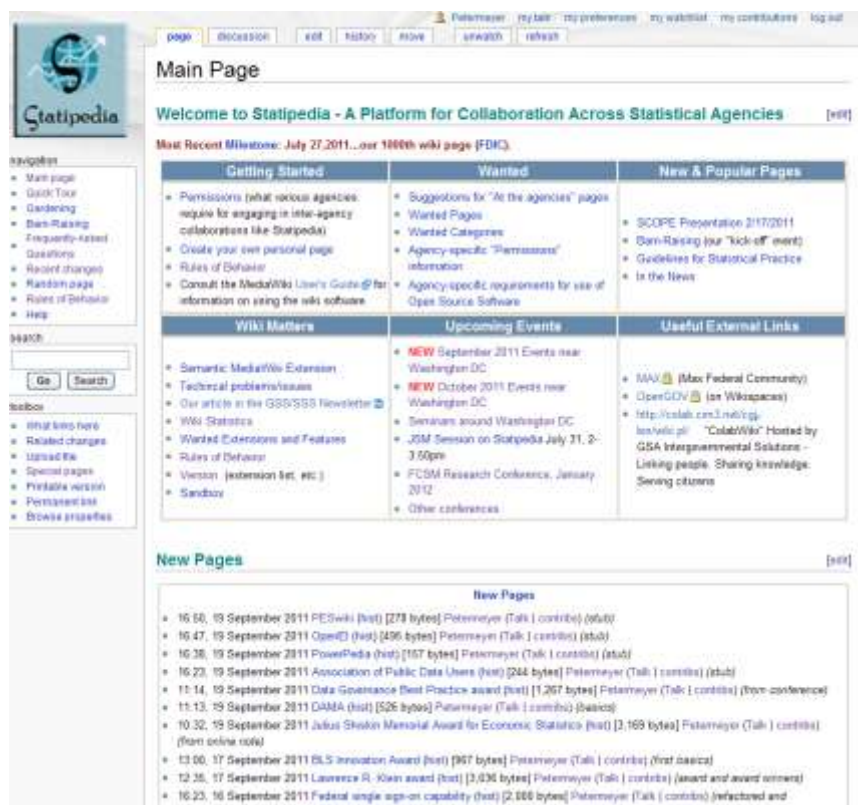 Petermeyer my talk my preferences my watchlist my contributions log out
page discussion edit history move unwatch refresh
Statipedia
Main Page
Welcome to Statipedia - A Platform for Collaboration Across Statistical Agencies [edit]
Most Recent Milestone: July 27,2011...our 1000th wiki page (FDIC).
navigation
Main page
Quick Tour
Gardening
Barn-Raising
Frequently-Asked
Questions
Recent changes
Random page
Rules of Behavior
Help
search
Go Search
toolbox
What links here
Related changes
Upload file
Special pages
Printable version
Permanent link
Browse properties
Getting Started
Permissions (what various agencies
require for engaging in inter-agency
collaborations like Statipedia)
Create your own personal page
Rules of Behavior
Consult the MediaWiki User's Guide for
information on using the wiki software
Wanted
Suggestions for "At the agencies" pages
Wanted Pages
Wanted Categories
Agency-specific "Permissions"
information
Agency-specific requirements for use of
Open Source Software
New & Popular Pages
SCOPE Presentation 2/17/2011
Barn-Raising (our "kick-off" event)
Guidelines for Statistical Practice
In the News
Wiki Matters
Semantic MediaWiki Extension
Technical problems/issues
Our article in the GSS/SSS Newsletter
Wiki Statistics
Wanted Extensions and Features
Rules of Behavior
Version (extension list, etc.)
Sandbox
Upcoming Events
NEW September 2011 Events near
Washington DC
NEW October 2011 Events near
Washington DC
Seminars around Washington DC
JSM Session on Statipedia July 31, 2-
3:50pm
FCSM Research Conference, January
2012
Other conferences
Useful External Links
MAX (Max Federal Community)
OpenGOV (on Wikispaces)
http://colab.cim3.net/cgi-
bin/wiki.pl "ColabWiki" Hosted by
GSA Intergovernmental Solutions -
Linking people. Sharing knowledge.
Serving citizens
New Pages [edit]
New Pages
16:50, 19 September 2011 PESwiki (hist) [278 bytes] Petermeyer (Talk | contribs) (stub)
16:47, 19 September 2011 OpenEI (hist) [496 bytes] Petermeyer (Talk | contribs) (stub)
16:38, 19 September 2011 PowerPedia (hist) [157 bytes] Petermeyer (Talk | contribs) (stub)
16:23, 19 September 2011 Association of Public Data Users (hist) [244 bytes] Petermeyer (Talk | contribs) (stub)
11:14, 19 September 2011 Data Governance Best Practice award (hist) [1,267 bytes] Petermeyer (Talk | contribs) (from conference)
11:13, 19 September 2011 DAMA (hist) [526 bytes] Petermeyer (Talk | contribs) (basics)
10:32, 19 September 2011 Julius Shiskin Memorial Award for Economic Statistics (hist) [3,169 bytes] Petermeyer (Talk | contribs)
(from online note)
13:00, 17 September 2011 BLS Innovation Award (hist) [967 bytes] Petermeyer (Talk | contribs) (first basics)
12:35, 17 September 2011 Lawrence R. Klein award (hist) [3,036 bytes] Petermeyer (Talk | contribs) (award and award winners)
16:23, 16 September 2011 Federal single sign-on capability (hist) [2,000 bytes] Petermeyer (Talk | contribs) (refactored and